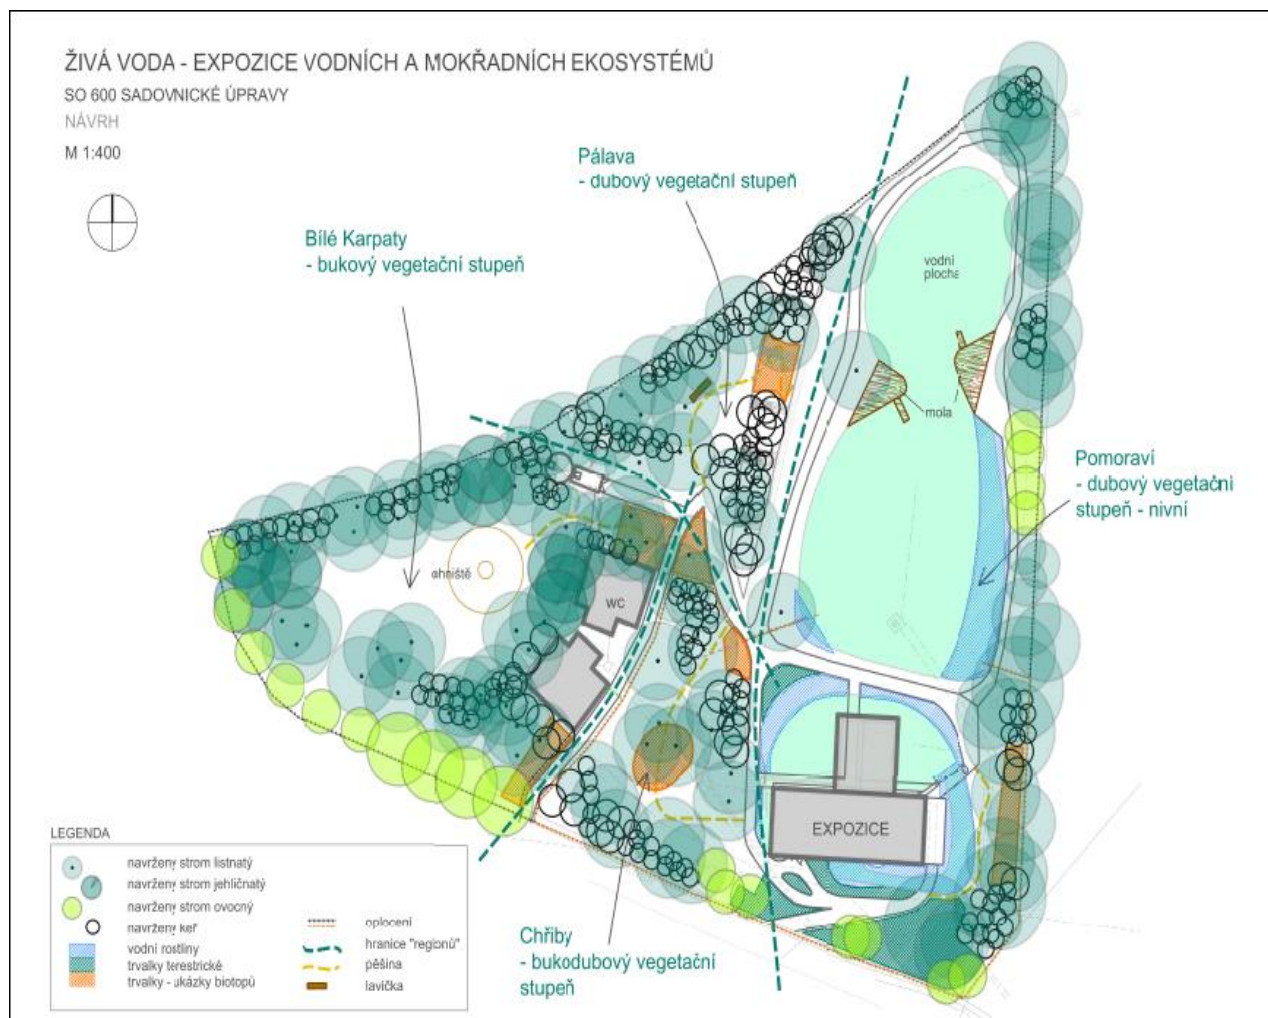 ŽIVÁ VODA - EXPOZICE VODNÍCH A MOKŘADNÍCH EKOSYSTÉMŮ
SO 600 SADOVNICKÉ ÚPRAVY
NÁVRH
M 1:400
Pálava
- dubový vegetační stupeň
Bílé Karpaty
- bukový vegetační stupeň
vodní
plocha
mola
Pomoraví
- dubový vegetační
stupeň - nivní
ohniště
WC
EXPOZICE
Chřiby
- bukodubový vegetační
stupeň
LEGENDA
navržený strom listnatý
navržený strom jehličnatý
navržený strom ovocný
navržený keř
vodní rostliny
trvalky terestrické
trvalky - ukázky biotopů
oplocení
hranice "regionů"
pěšina
lavička